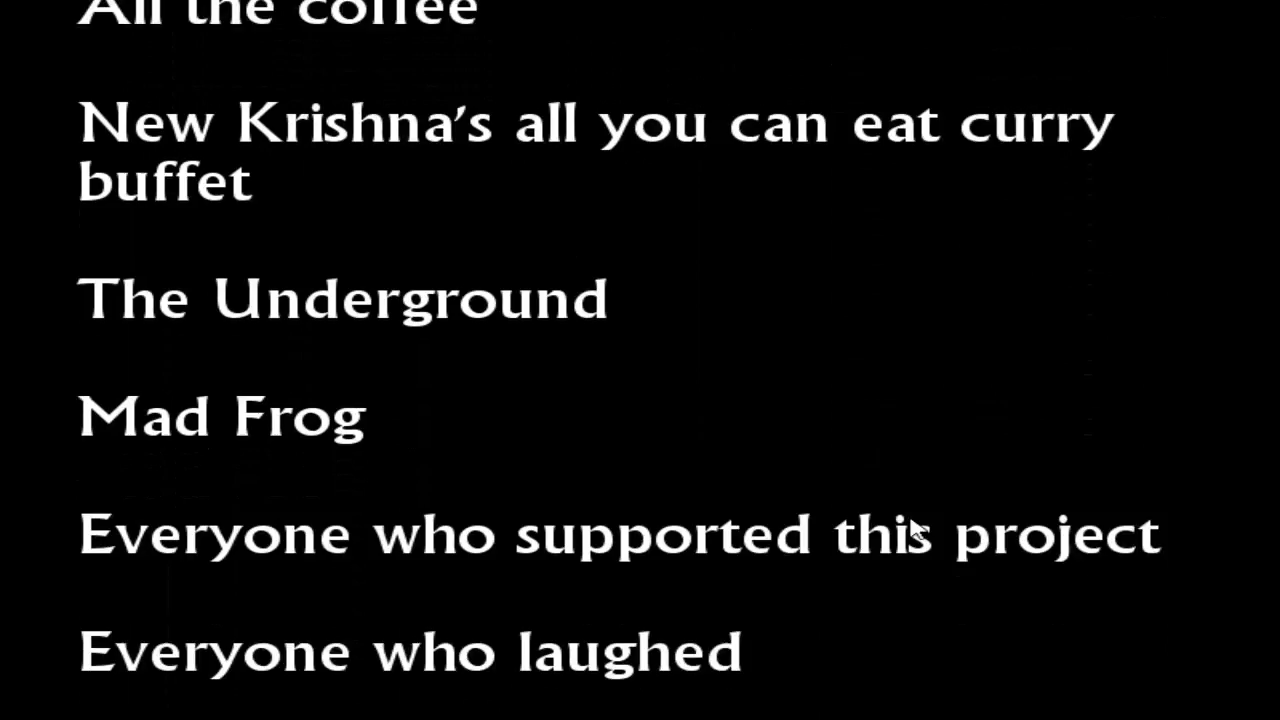 All the coffee
New Krishna's all you can eat curry
buffet
The Underground
Mad Frog
Everyone who supported this project
Everyone who laughed